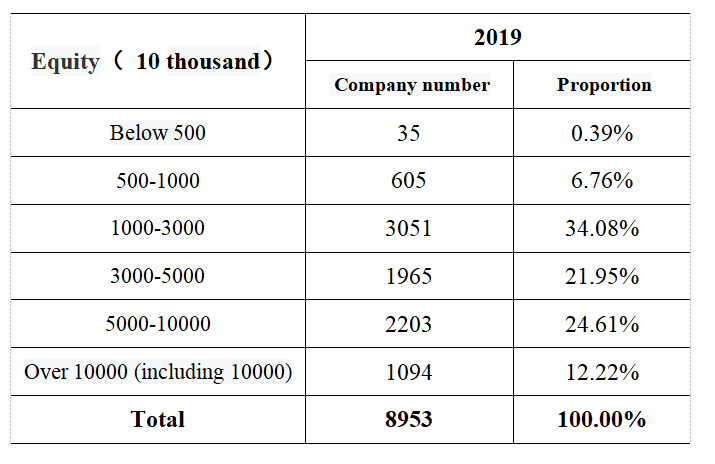 Equity（ 10 thousand）
2019
Company number Proportion
Below 500 35 0.39%
500-1000 605 6.76%
1000-3000 3051 34.08%
3000-5000 1965 21.95%
5000-10000 2203 24.61%
Over 10000 (including 10000) 1094 12.22%
Total 8953 100.00%